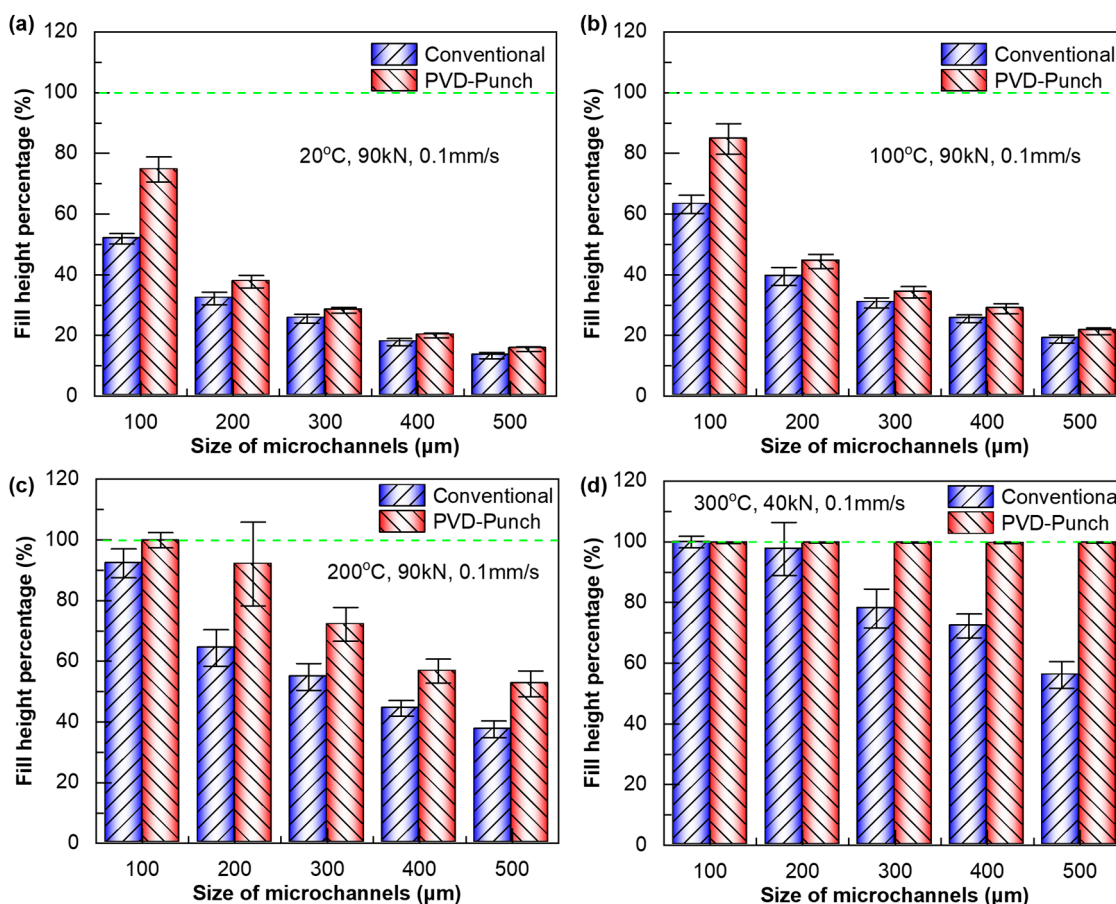 (a)
120
100
80
60
40
20
0
Fill height percentage (%)
Conventional
PVD-Punch
20°C, 90kN, 0.1mm/s
100 200 300 400 500
Size of microchannels (μm)
(b)
120
100
80
60
40
20
0
Fill height percentage (%)
Conventional
PVD-Punch
100°C, 90kN, 0.1mm/s
100 200 300 400 500
Size of microchannels (μm)
(c)
120
100
80
60
40
20
0
Fill height percentage (%)
Conventional
PVD-Punch
200°C, 90kN, 0.1mm/s
100 200 300 400 500
Size of microchannels (μm)
(d)
120
100
80
60
40
20
0
Fill height percentage (%)
300°C, 40kN, 0.1mm/s
Conventional
PVD-Punch
100 200 300 400 500
Size of microchannels (μm)